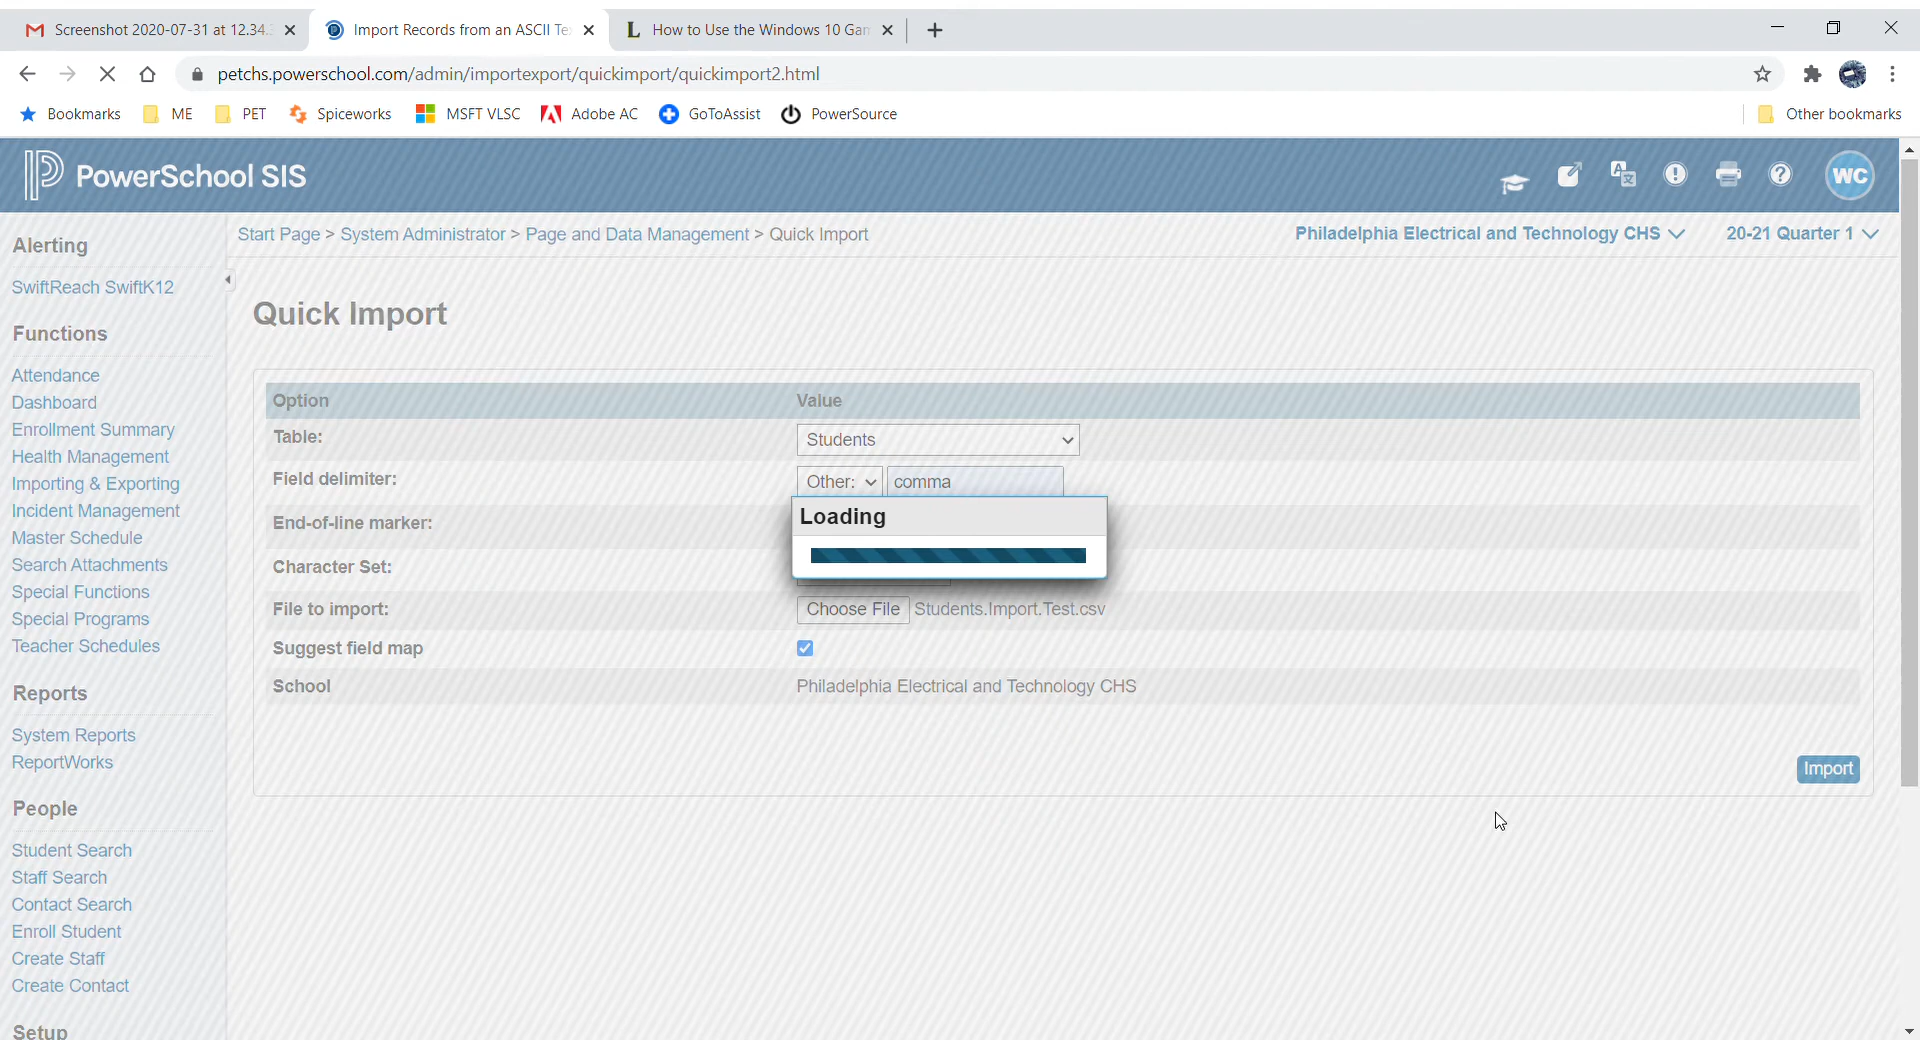 Screenshot 2020-07-31 at 12.34.
Import Records from an ASCII Te
How to Use the Windows 10 Gam
petchs.powerschool.com/admin/importexport/quickimport/quickimport2.html
Bookmarks ME PET Spiceworks MSFT VLSC Adobe AC GoToAssist PowerSource Other bookmarks
PowerSchool SIS
WC
Start Page > System Administrator > Page and Data Management > Quick Import
Philadelphia Electrical and Technology CHS
20-21 Quarter 1
Alerting
SwiftReach SwiftK12
Functions
Attendance
Dashboard
Enrollment Summary
Health Management
Importing & Exporting
Incident Management
Master Schedule
Search Attachments
Special Functions
Special Programs
Teacher Schedules
Reports
System Reports
ReportWorks
People
Student Search
Staff Search
Contact Search
Enroll Student
Create Staff
Create Contact
Setup
Quick Import
Option Value
Table: Students
Field delimiter: Other: comma
Loading
End-of-line marker:
Character Set:
File to import: Choose File Students.Import.Test.csv
Suggest field map
School Philadelphia Electrical and Technology CHS
Import